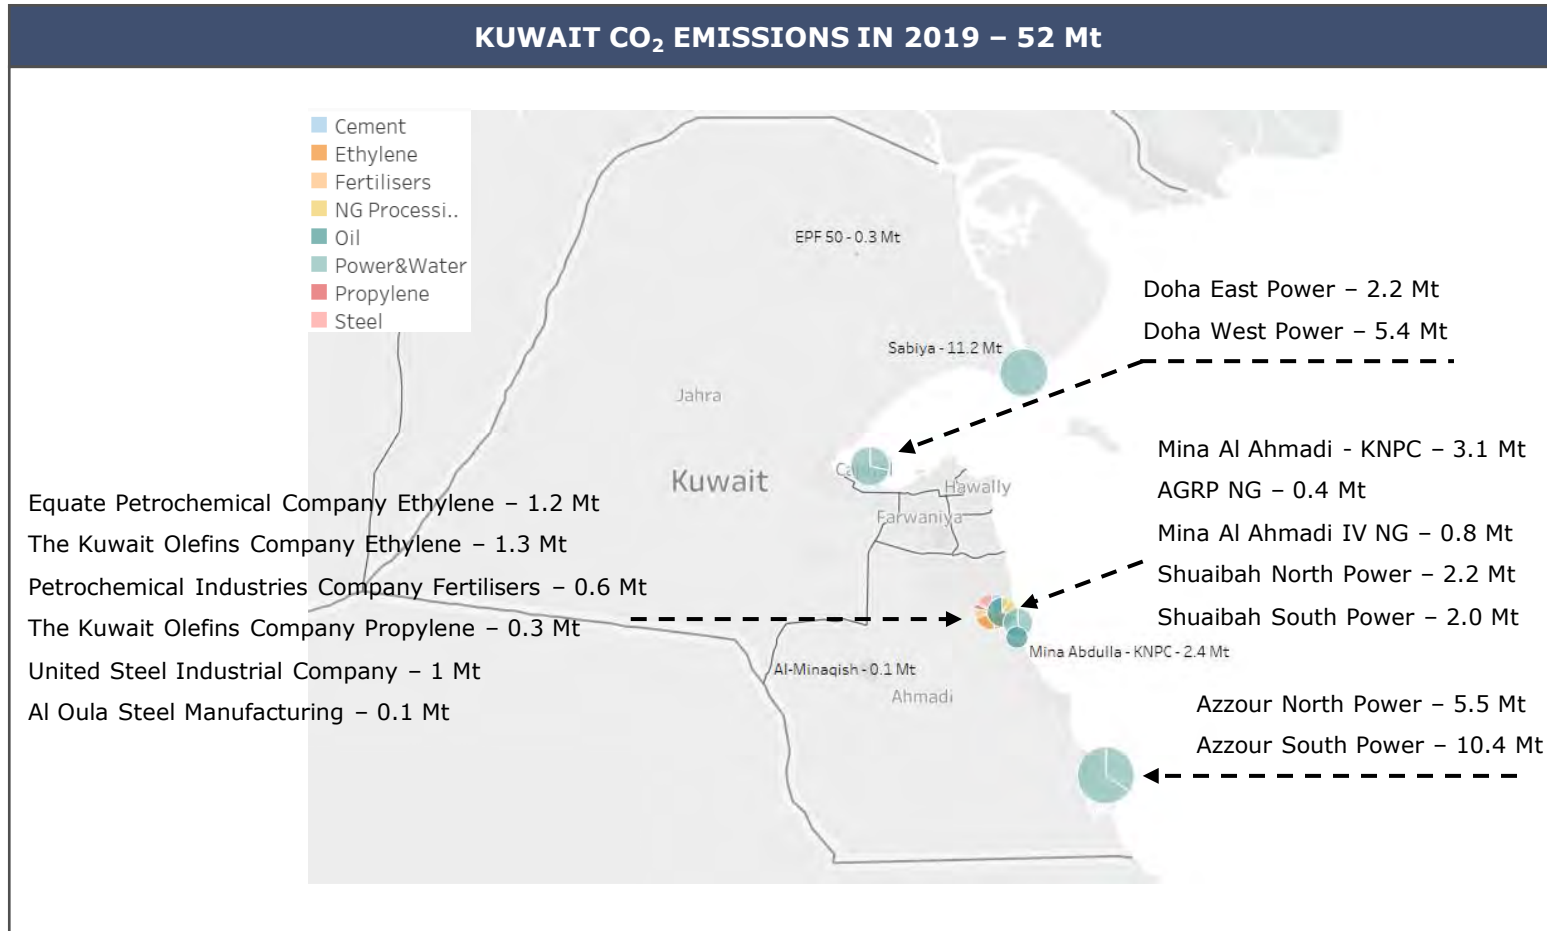 KUWAIT CO₂ EMISSIONS IN 2019 – 52 Mt
Cement
Ethylene
Fertilisers
NG Processi..
Oil
Power&Water
Propylene
Steel
EPF 50 - 0.3 Mt
Doha East Power – 2.2 Mt
Doha West Power – 5.4 Mt
Sabiya - 11.2 Mt
Jahra
Kuwait
Hawally
Farwaniya
Mina Al Ahmadi - KNPC – 3.1 Mt
AGRP NG – 0.4 Mt
Mina Al Ahmadi IV NG – 0.8 Mt
Shuaibah North Power – 2.2 Mt
Shuaibah South Power – 2.0 Mt
Equate Petrochemical Company Ethylene – 1.2 Mt
The Kuwait Olefins Company Ethylene – 1.3 Mt
Petrochemical Industries Company Fertilisers – 0.6 Mt
The Kuwait Olefins Company Propylene – 0.3 Mt
United Steel Industrial Company – 1 Mt
Al Oula Steel Manufacturing – 0.1 Mt
Mina Abdulla - KNPC - 2.4 Mt
Al-Minaqish - 0.1 Mt
Ahmadi
Azzour North Power – 5.5 Mt
Azzour South Power – 10.4 Mt